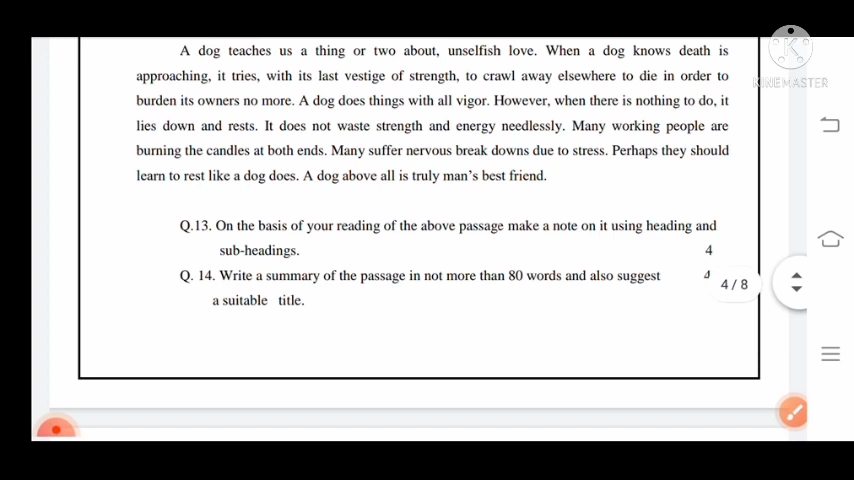 A dog teaches us a thing or two about, unselfish love. When a dog knows death is
approaching, it tries, with its last vestige of strength, to crawl away elsewhere to die in order to
burden its owners no more. A dog does things with all vigor. However, when there is nothing to do, it
lies down and rests. It does not waste strength and energy needlessly. Many working people are
burning the candles at both ends. Many suffer nervous break downs due to stress. Perhaps they should
learn to rest like a dog does. A dog above all is truly man's best friend.
Q.13. On the basis of your reading of the above passage make a note on it using heading and
sub-headings. 4
Q. 14. Write a summary of the passage in not more than 80 words and also suggest
a suitable title.
4 / 8
K
KINEMASTER